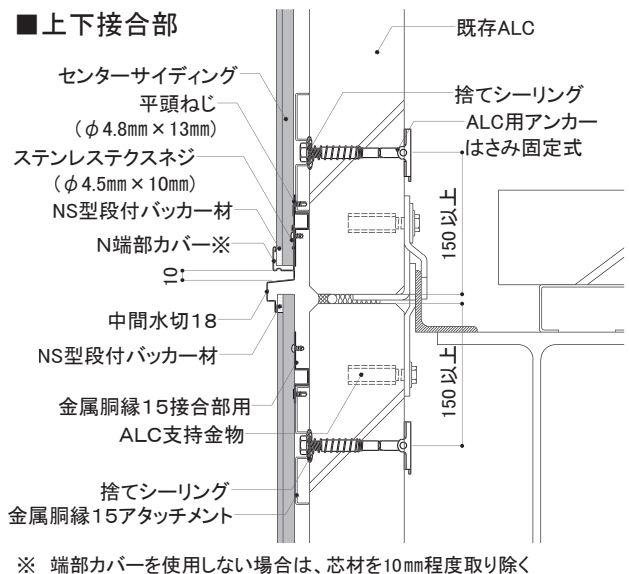 ■上下接合部
既存ALC
センターサイディング
平頭ねじ
(φ4.8mm×13mm)
ステンレステクスネジ
(φ4.5mm×10mm)
NS型段付バッカー材
N端部カバー※
10
中間水切18
NS型段付バッカー材
金属胴縁15接合部用
ALC支持金物
捨てシーリング
金属胴縁15アタッチメント
捨てシーリング
ALC用アンカー
はさみ固定式
150以上
150以上
※ 端部カバーを使用しない場合は、芯材を10mm程度取り除く